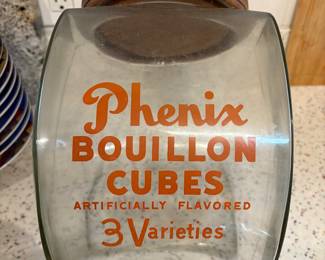 Phenix
BOUILLON
CUBES
ARTIFICIALLY FLAVORED
3 Varieties